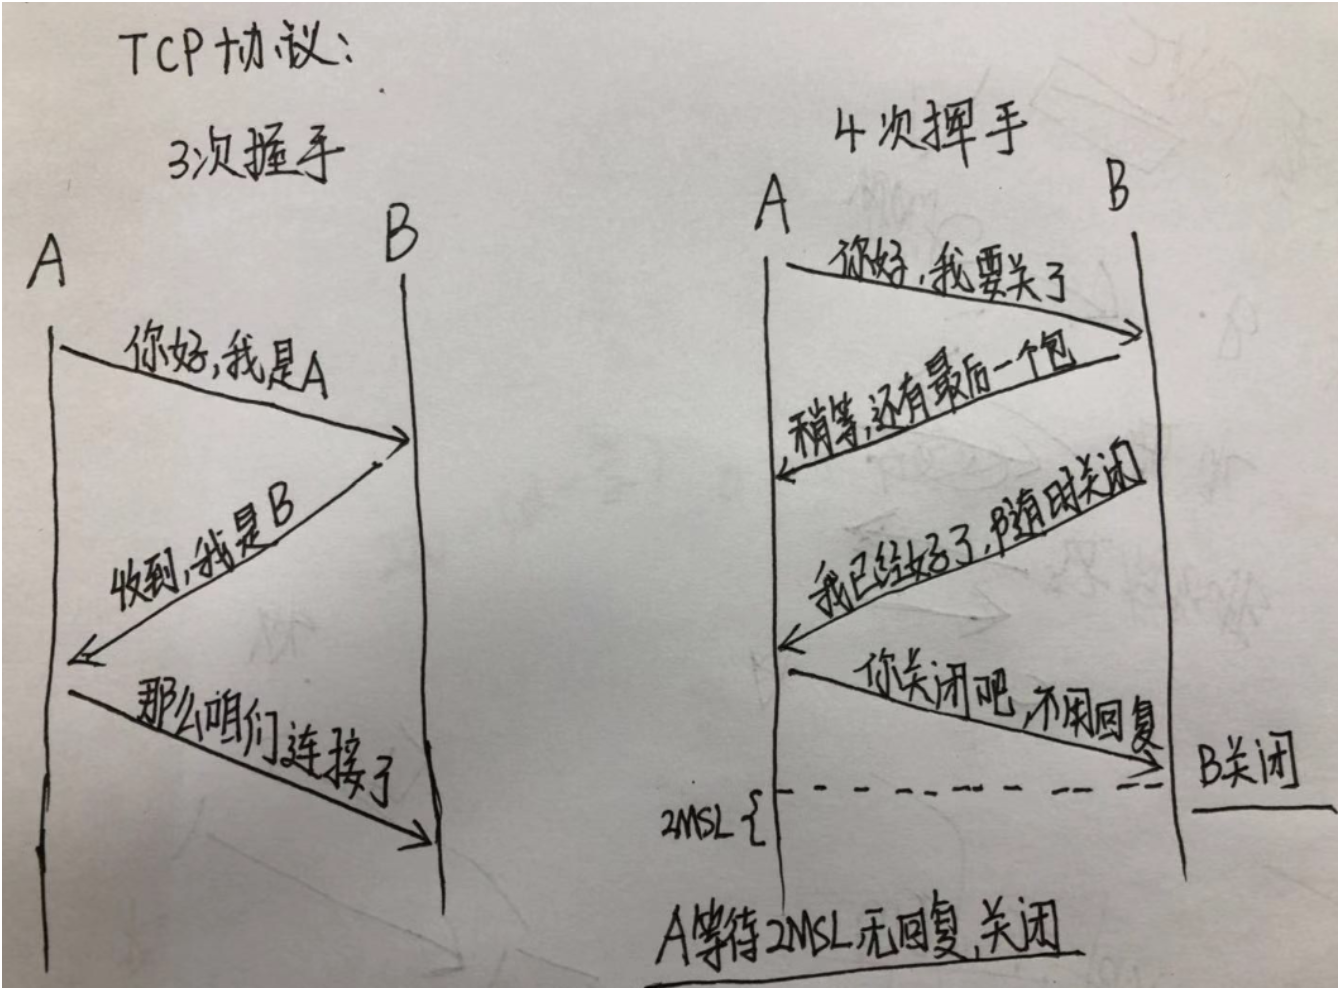 TCP协议:
3次握手
A
B
你好,我是A
收到,我是B
那么咱们连接了
4次挥手
A
B
你好,我要关了
稍等,还有最后一个包
我已经好了,随时关闭
你关闭吧,不用回复
B关闭
2MSL
A等待2MSL无回复,关闭